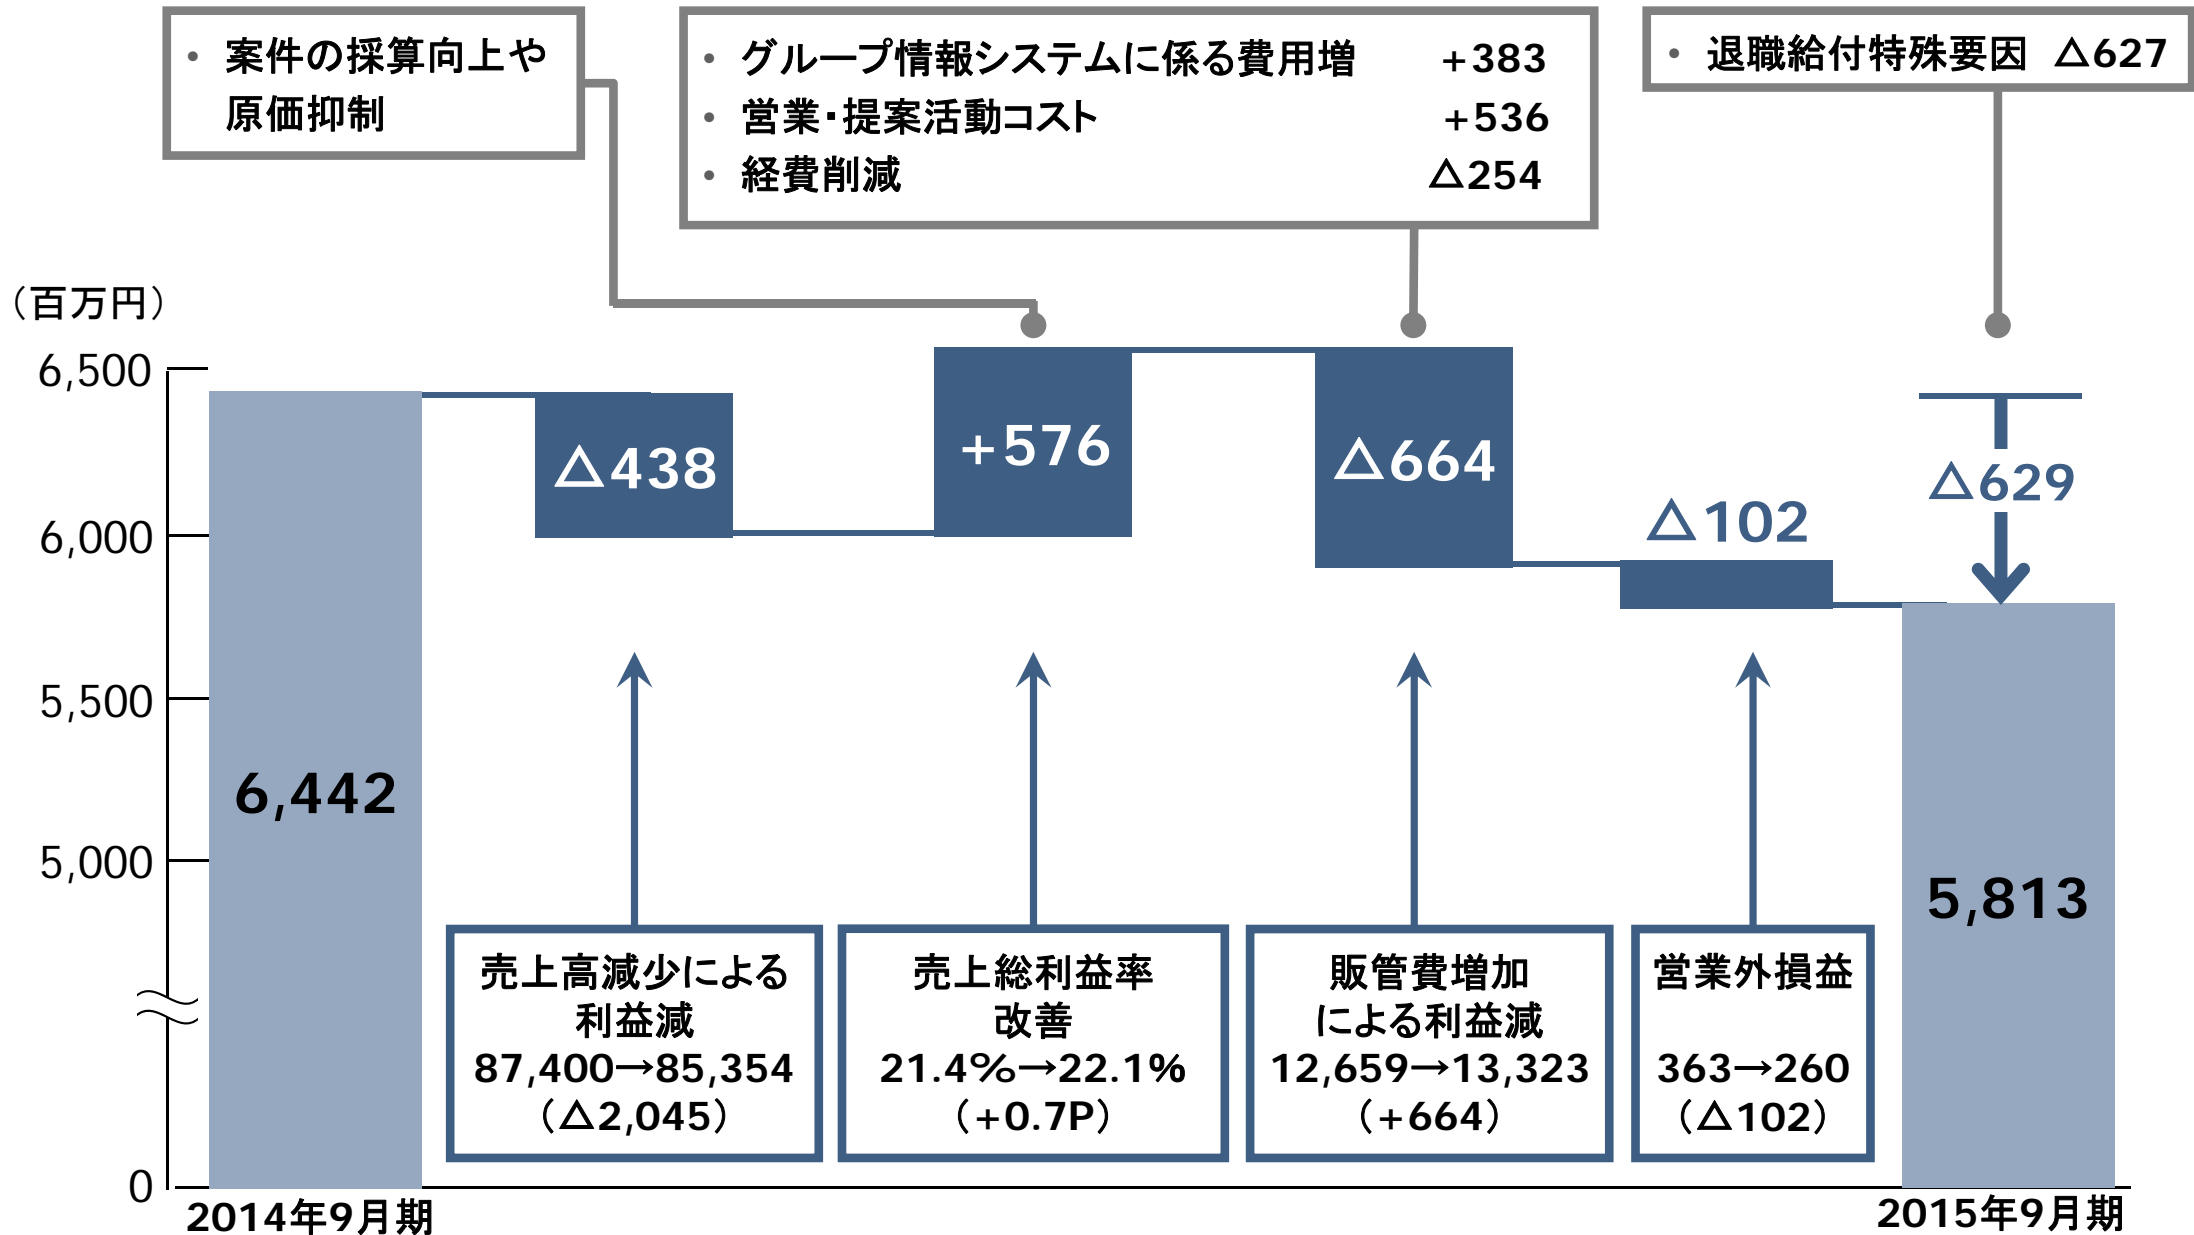 ・ 案件の採算向上や
原価抑制
・ グループ情報システムに係る費用増 +383
・ 営業・提案活動コスト +536
・ 経費削減 △254
・ 退職給付特殊要因 △627
（百万円）
6,500
6,000
5,500
5,000
0
6,442
△438
+576
△664
△102
△629
5,813
売上高減少による
利益減
87,400→85,354
（△2,045）
売上総利益率
改善
21.4%→22.1%
（+0.7P）
販管費増加
による利益減
12,659→13,323
（+664）
営業外損益
363→260
（△102）
2014年9月期
2015年9月期